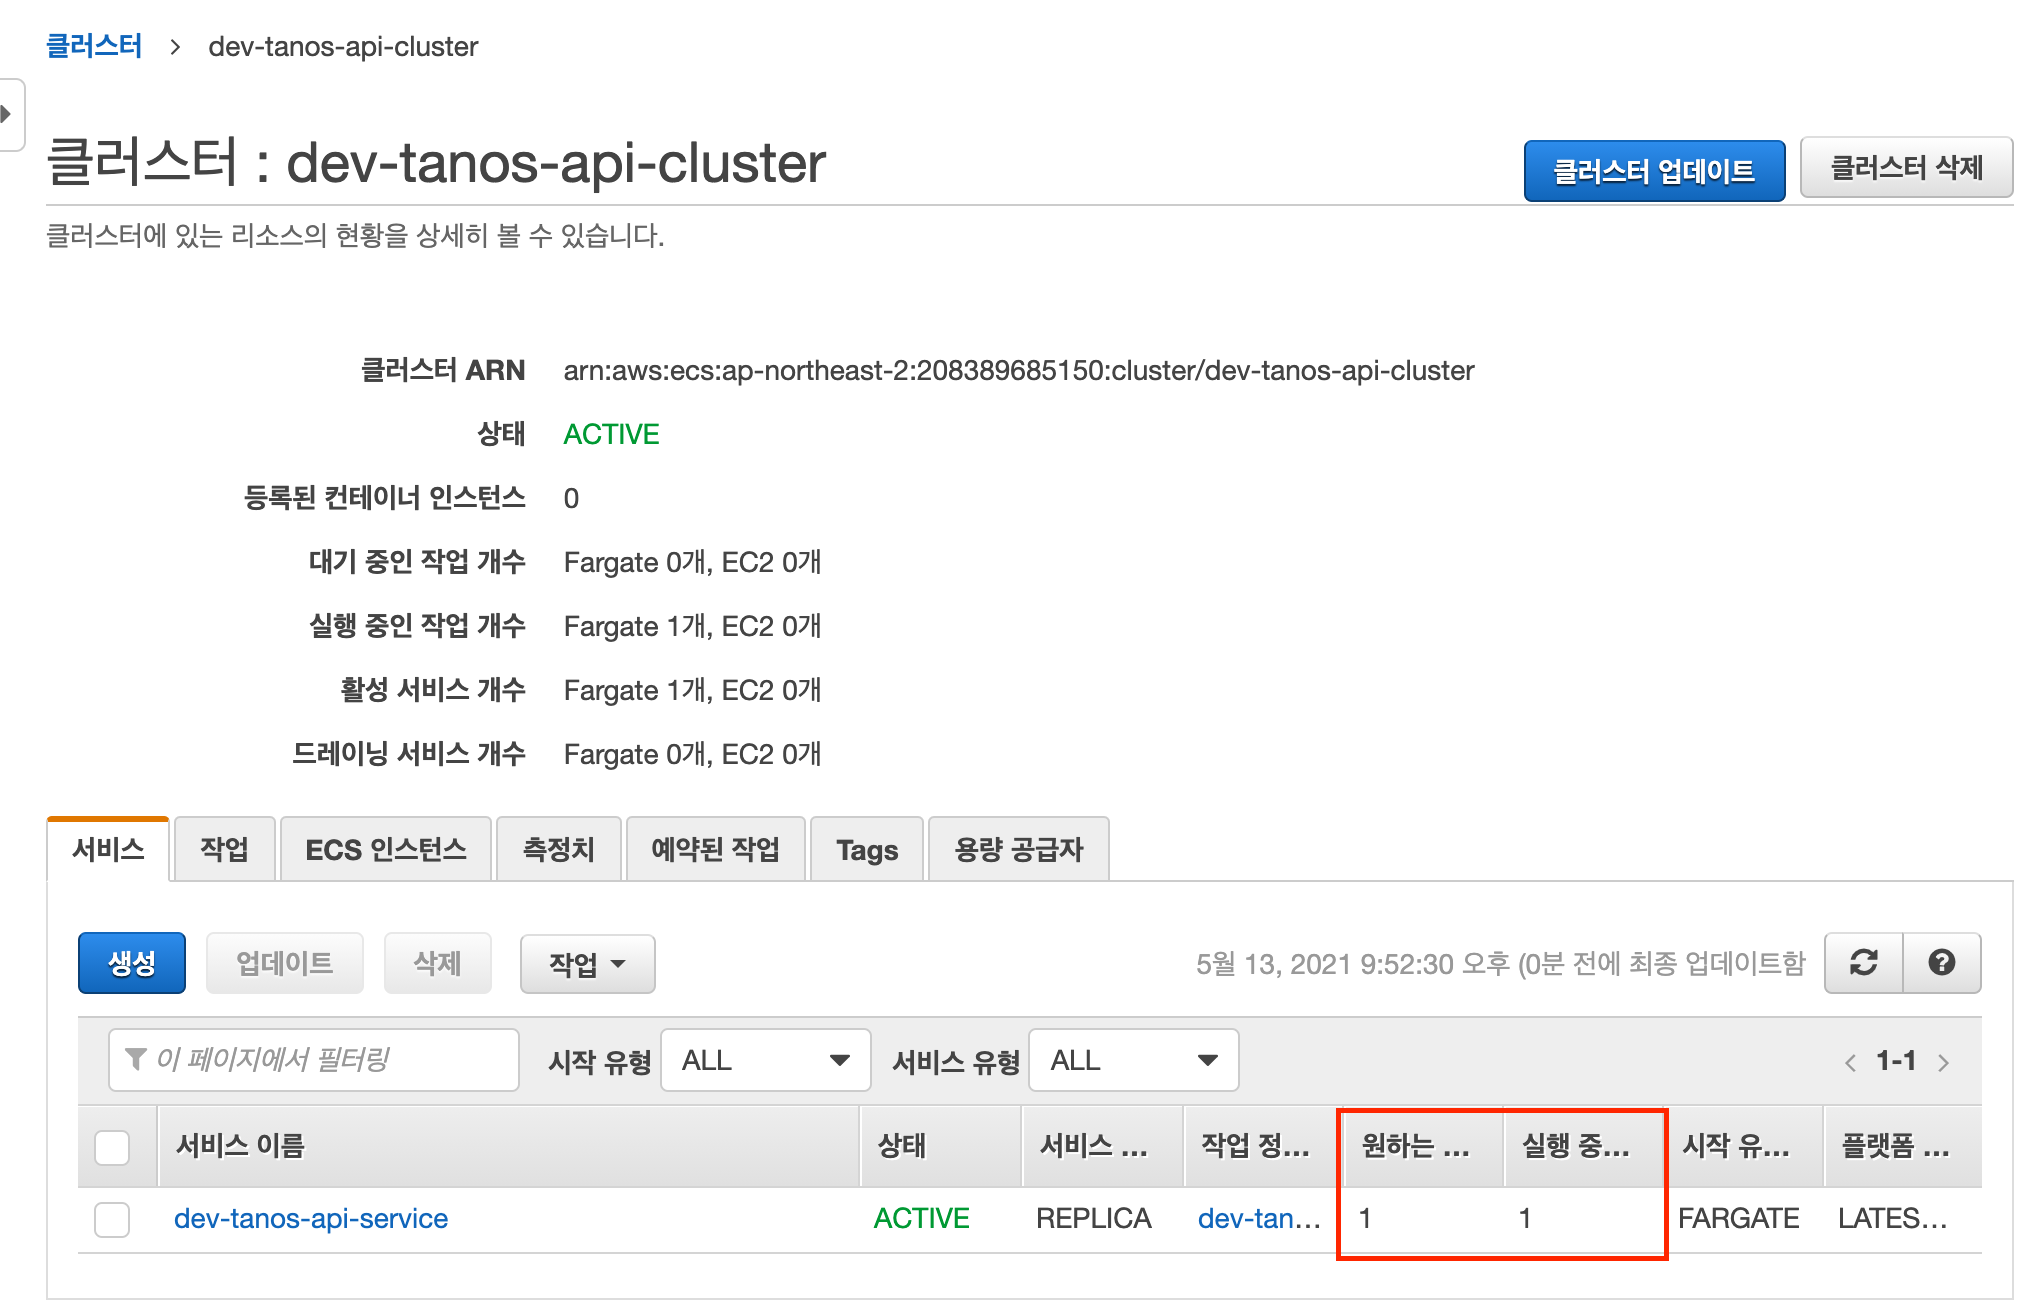 클러스터 > dev-tanos-api-cluster
클러스터 : dev-tanos-api-cluster
클러스터 업데이트
클러스터 삭제
클러스터에 있는 리소스의 현황을 상세히 볼 수 있습니다.
클러스터 ARN arn:aws:ecs:ap-northeast-2:208389685150:cluster/dev-tanos-api-cluster
상태 ACTIVE
등록된 컨테이너 인스턴스 0
대기 중인 작업 개수 Fargate 0개, EC2 0개
실행 중인 작업 개수 Fargate 1개, EC2 0개
활성 서비스 개수 Fargate 1개, EC2 0개
드레이닝 서비스 개수 Fargate 0개, EC2 0개
서비스 작업 ECS 인스턴스 측정치 예약된 작업 Tags 용량 공급자
생성 업데이트 삭제 작업 5월 13, 2021 9:52:30 오후 (0분 전에 최종 업데이트함
이 페이지에서 필터링 시작 유형 ALL 서비스 유형 ALL < 1-1 >
서비스 이름 상태 서비스 ... 작업 정... 원하는 ... 실행 중... 시작 유... 플랫폼 ...
dev-tanos-api-service ACTIVE REPLICA dev-tan... 1 1 FARGATE LATES...